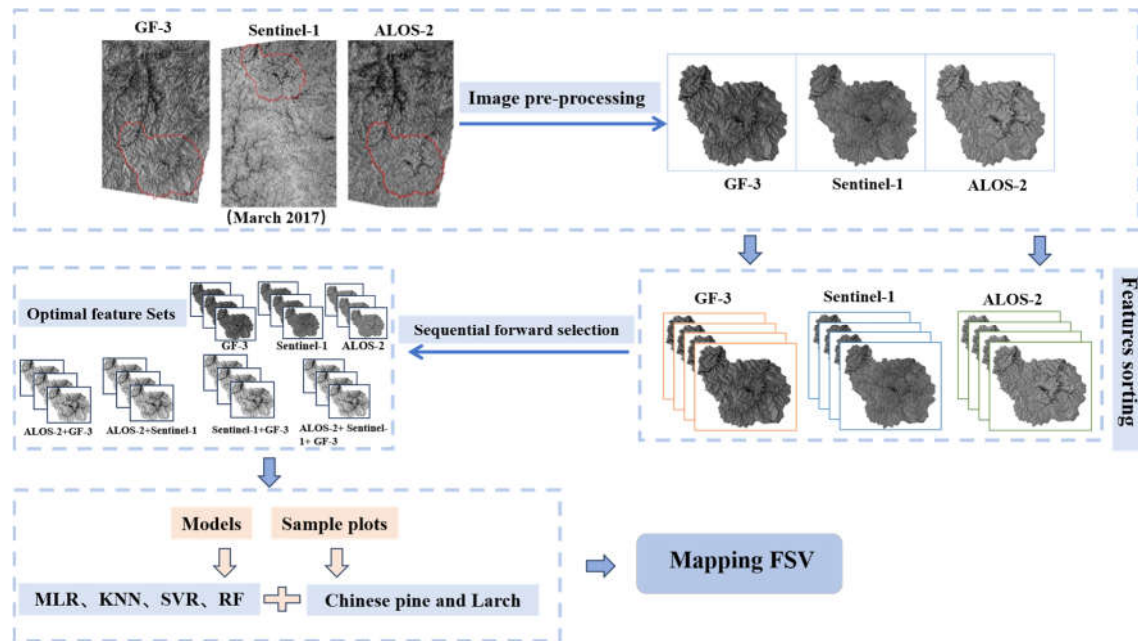 GF-3
Sentinel-1
ALOS-2
(March 2017)
Image pre-processing
GF-3
Sentinel-1
ALOS-2
GF-3
Sentinel-1
ALOS-2
Features sorting
Sequential forward selection
Optimal feature Sets
GF-3
Sentinel-1
ALOS-2
ALOS-2+GF-3
ALOS-2+Sentinel-1
Sentinel-1+GF-3
ALOS-2+ Sentinel-
1+ GF-3
Models
Sample plots
MLR、KNN、SVR、RF
Chinese pine and Larch
Mapping FSV